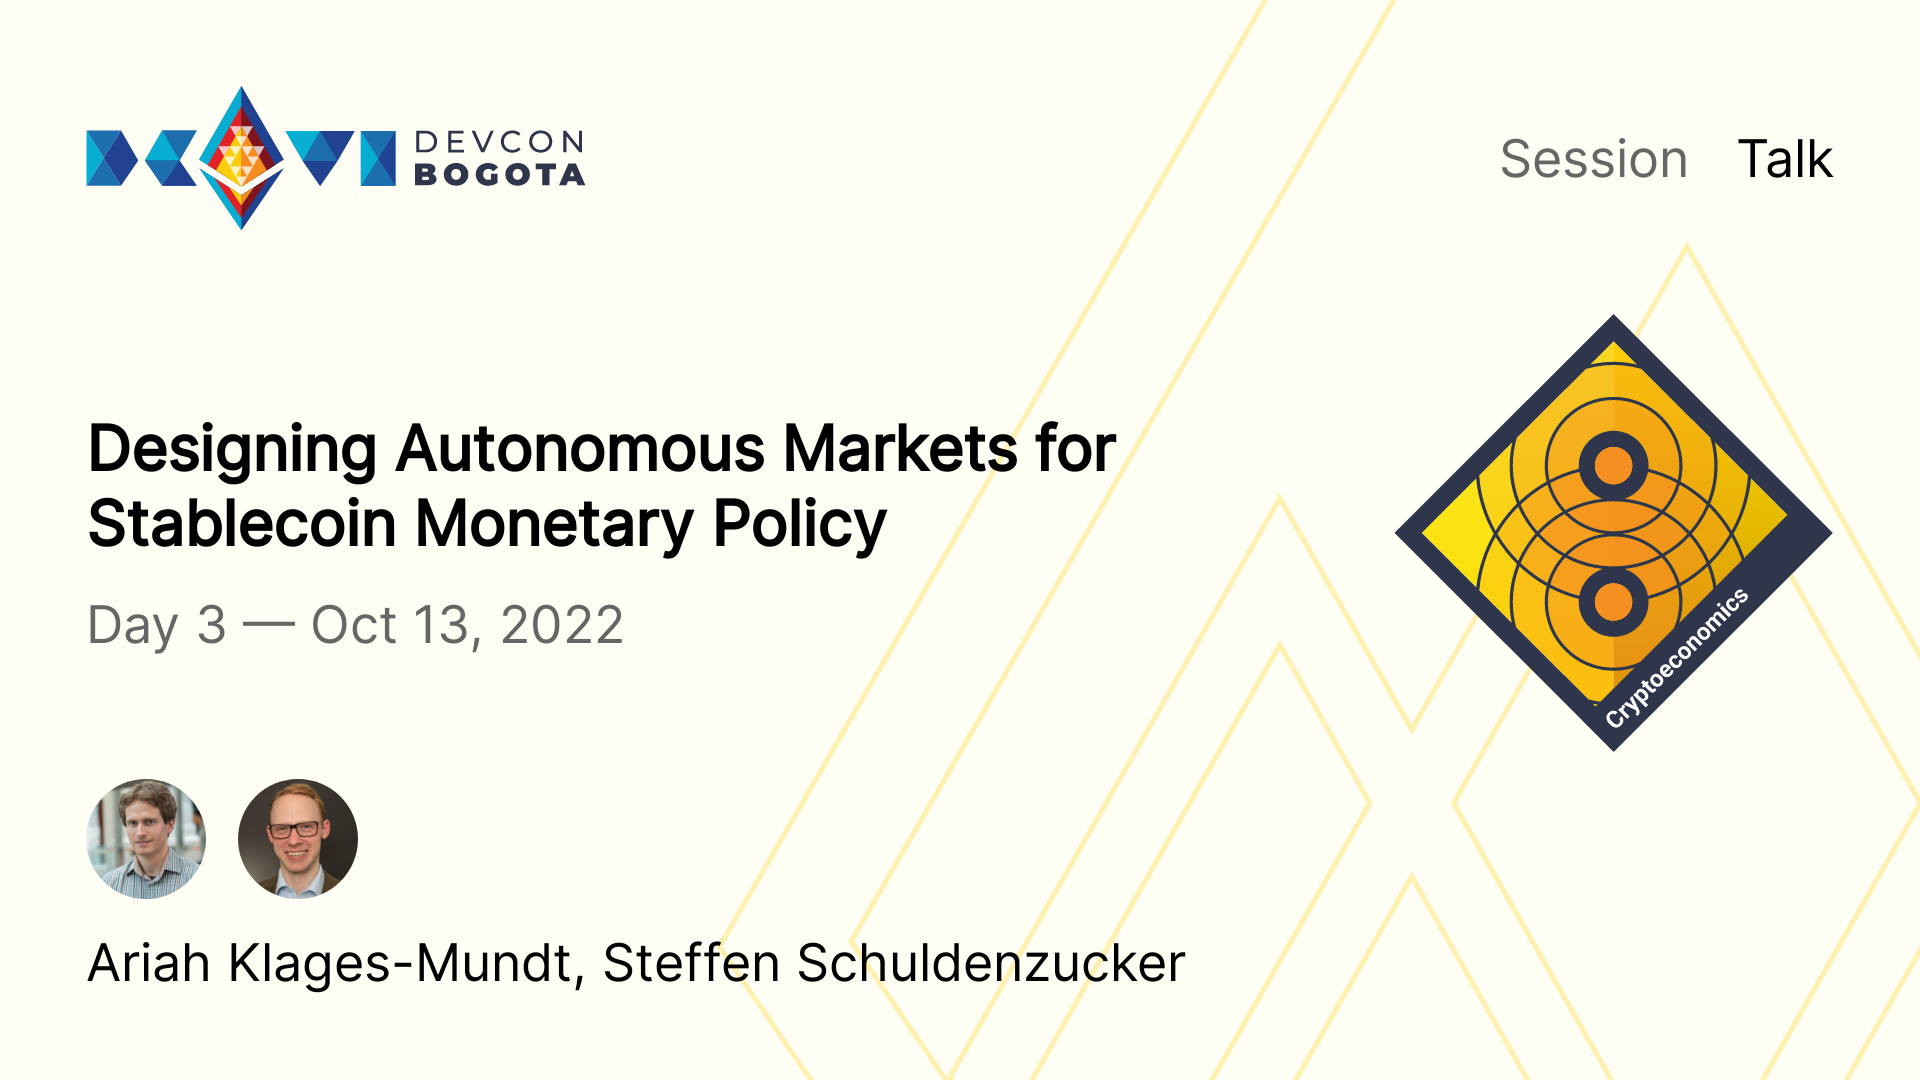 DEVCON
BOGOTA
Session Talk
Designing Autonomous Markets for
Stablecoin Monetary Policy
Day 3 — Oct 13, 2022
Cryptoeconomics
Ariah Klages-Mundt, Steffen Schuldenzucker